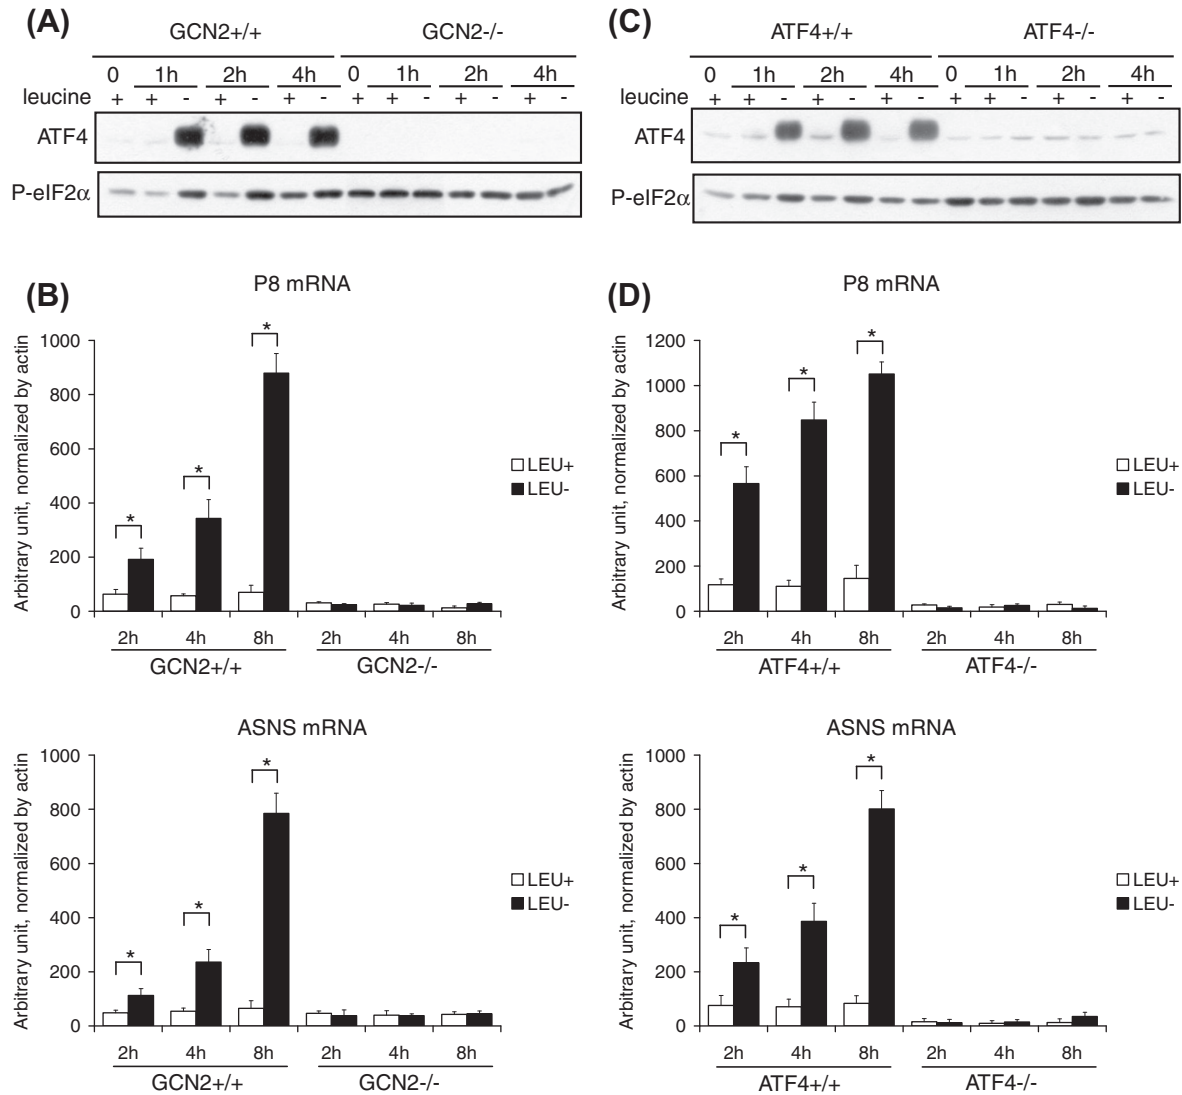 (A)
GCN2+/+ GCN2-/-
0 1h 2h 4h 0 1h 2h 4h
leucine + + - + - + - + + - + - + -
ATF4
P-eIF2α
(C)
ATF4+/+ ATF4-/-
0 1h 2h 4h 0 1h 2h 4h
leucine + + - + - + - + + - + - + -
ATF4
P-eIF2α
(B)
P8 mRNA
Arbitrary unit, normalized by actin
1000
800
600
400
200
0
* * *
LEU+
LEU-
2h 4h 8h 2h 4h 8h
GCN2+/+ GCN2-/-
ASNS mRNA
Arbitrary unit, normalized by actin
1000
800
600
400
200
0
* * *
LEU+
LEU-
2h 4h 8h 2h 4h 8h
GCN2+/+ GCN2-/-
(D)
P8 mRNA
Arbitrary unit, normalized by actin
1200
1000
800
600
400
200
0
* * *
LEU+
LEU-
2h 4h 8h 2h 4h 8h
ATF4+/+ ATF4-/-
ASNS mRNA
Arbitrary unit, normalized by actin
1000
800
600
400
200
0
* * *
LEU+
LEU-
2h 4h 8h 2h 4h 8h
ATF4+/+ ATF4-/-